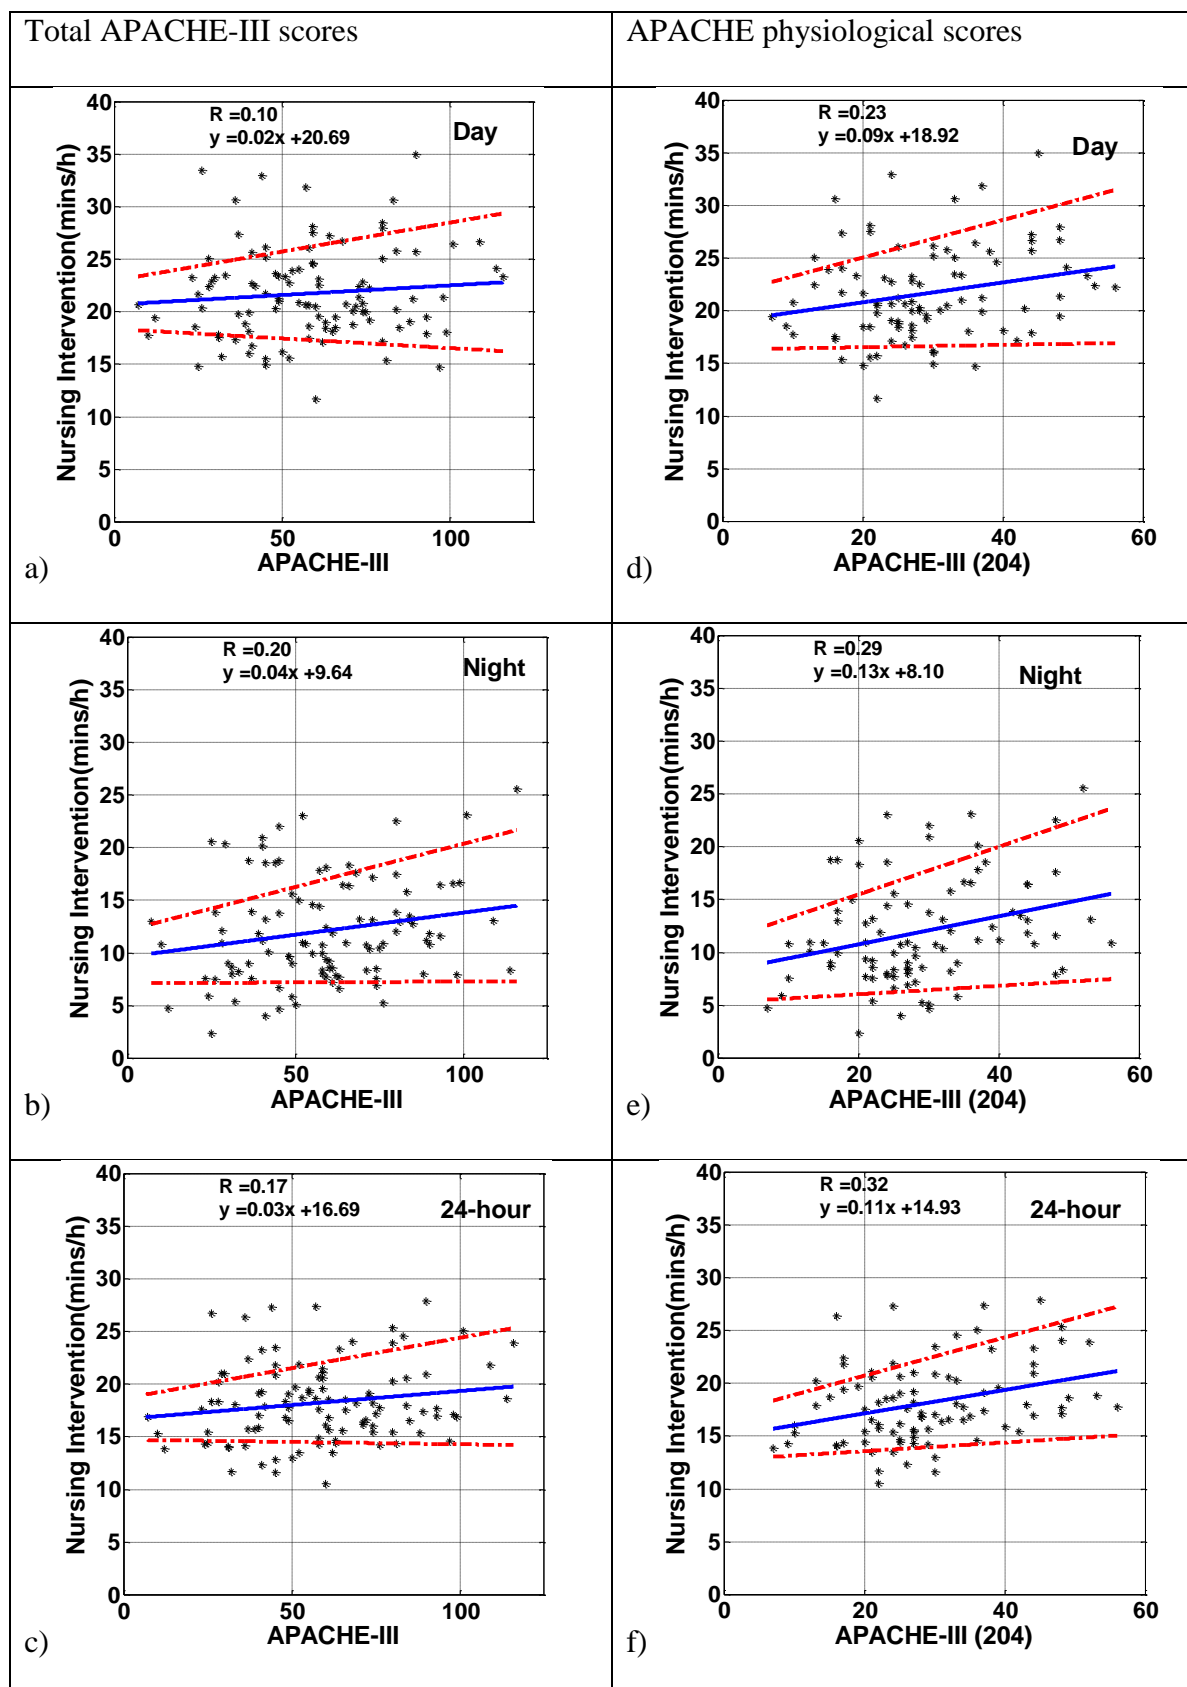 Total APACHE-III scores
APACHE physiological scores
40
35
30
25
20
15
10
5
0
0
50
100
R =0.10
y =0.02x +20.69
Day
Nursing Intervention(mins/h)
APACHE-III
a)
40
35
30
25
20
15
10
5
0
0
20
40
60
R =0.23
y =0.09x +18.92
Day
Nursing Intervention(mins/h)
APACHE-III (204)
d)
40
35
30
25
20
15
10
5
0
0
50
100
R =0.20
y =0.04x +9.64
Night
Nursing Intervention(mins/h)
APACHE-III
b)
40
35
30
25
20
15
10
5
0
0
20
40
60
R =0.29
y =0.13x +8.10
Night
Nursing Intervention(mins/h)
APACHE-III (204)
e)
40
35
30
25
20
15
10
5
0
0
50
100
R =0.17
y =0.03x +16.69
24-hour
Nursing Intervention(mins/h)
APACHE-III
c)
40
35
30
25
20
15
10
5
0
0
20
40
60
R =0.32
y =0.11x +14.93
24-hour
Nursing Intervention(mins/h)
APACHE-III (204)
f)